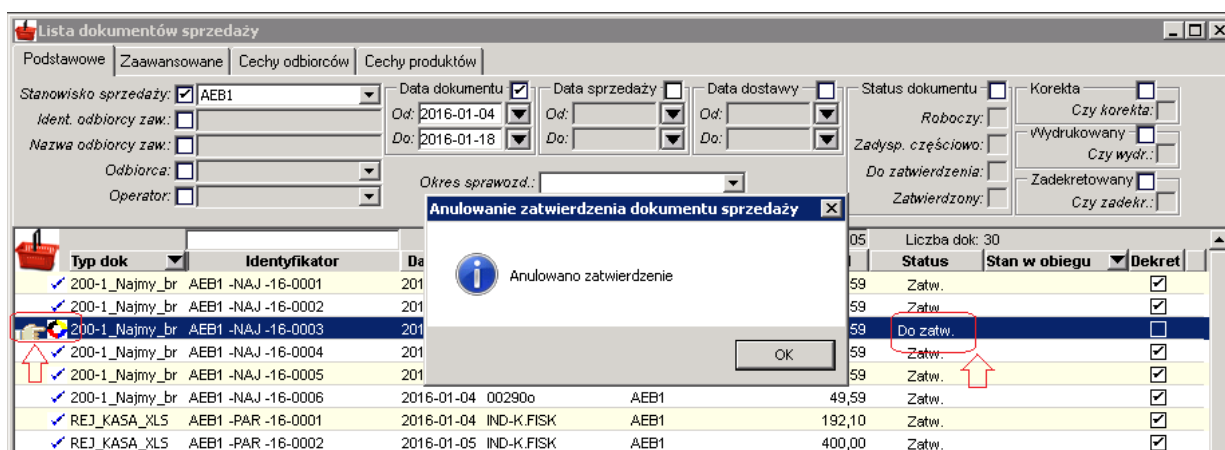 Lista dokumentów sprzedaży
Podstawowe Zaawansowane Cechy odbiorców Cechy produktów
Stanowisko sprzedaży: AEB1
Ident. odbiorcy zaw.:
Nazwa odbiorcy zaw.:
Odbiorca:
Operator:
Data dokumentu Data sprzedaży Data dostawy
Od: 2016-01-04 Od: Od:
Do: 2016-01-18 Do: Do:
Okres sprawozd.:
Status dokumentu
Roboczy:
Zadysp. częściowo:
Do zatwierdzenia:
Zatwierdzony:
Korekta
Czy korekta:
Wydrukowany
Czy wydr.:
Zadekretowany
Czy zadekr.:
Anulowanie zatwierdzenia dokumentu sprzedaży
Anulowano zatwierdzenie
OK
05 Liczba dok: 30
Typ dok Identyfikator Da Status Stan w obiegu Dekret
200-1_Najmy_br AEB1 -NAJ -16-0001 201 59 Zatw.
200-1_Najmy_br AEB1 -NAJ -16-0002 201 59 Zatw.
200-1_Najmy_br AEB1 -NAJ -16-0003 201 59 Do zatw.
200-1_Najmy_br AEB1 -NAJ -16-0004 201 59 Zatw.
200-1_Najmy_br AEB1 -NAJ -16-0005 201 59 Zatw.
200-1_Najmy_br AEB1 -NAJ -16-0006 2016-01-04 00290o AEB1 49,59 Zatw.
REJ_KASA_XLS AEB1 -PAR -16-0001 2016-01-04 IND-K.FISK AEB1 192,10 Zatw.
REJ_KASA_XLS AEB1 -PAR -16-0002 2016-01-05 IND-K.FISK AEB1 400,00 Zatw.